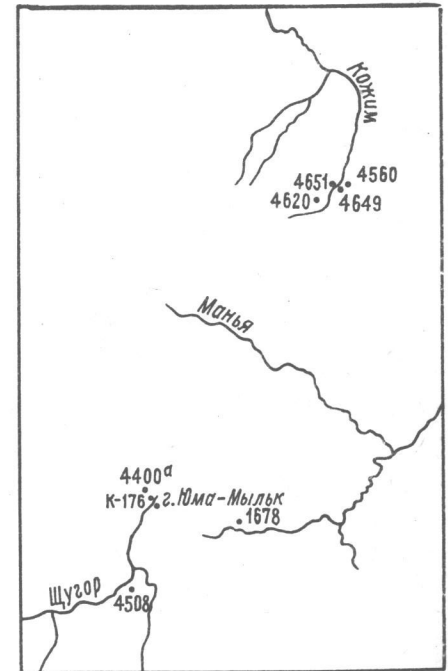 Кожим
4651 4560
4620 4649
Манья
4400а
К-176 г. Юма-Мыльк
1678
Щугор
4508